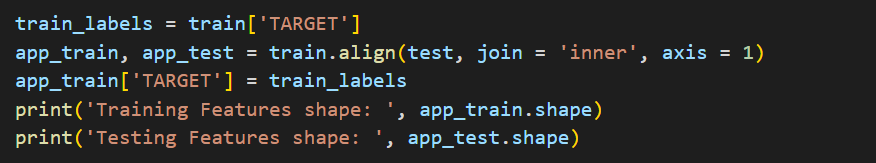 train_labels = train['TARGET']
app_train, app_test = train.align(test, join = 'inner', axis = 1)
app_train['TARGET'] = train_labels
print('Training Features shape: ', app_train.shape)
print('Testing Features shape: ', app_test.shape)